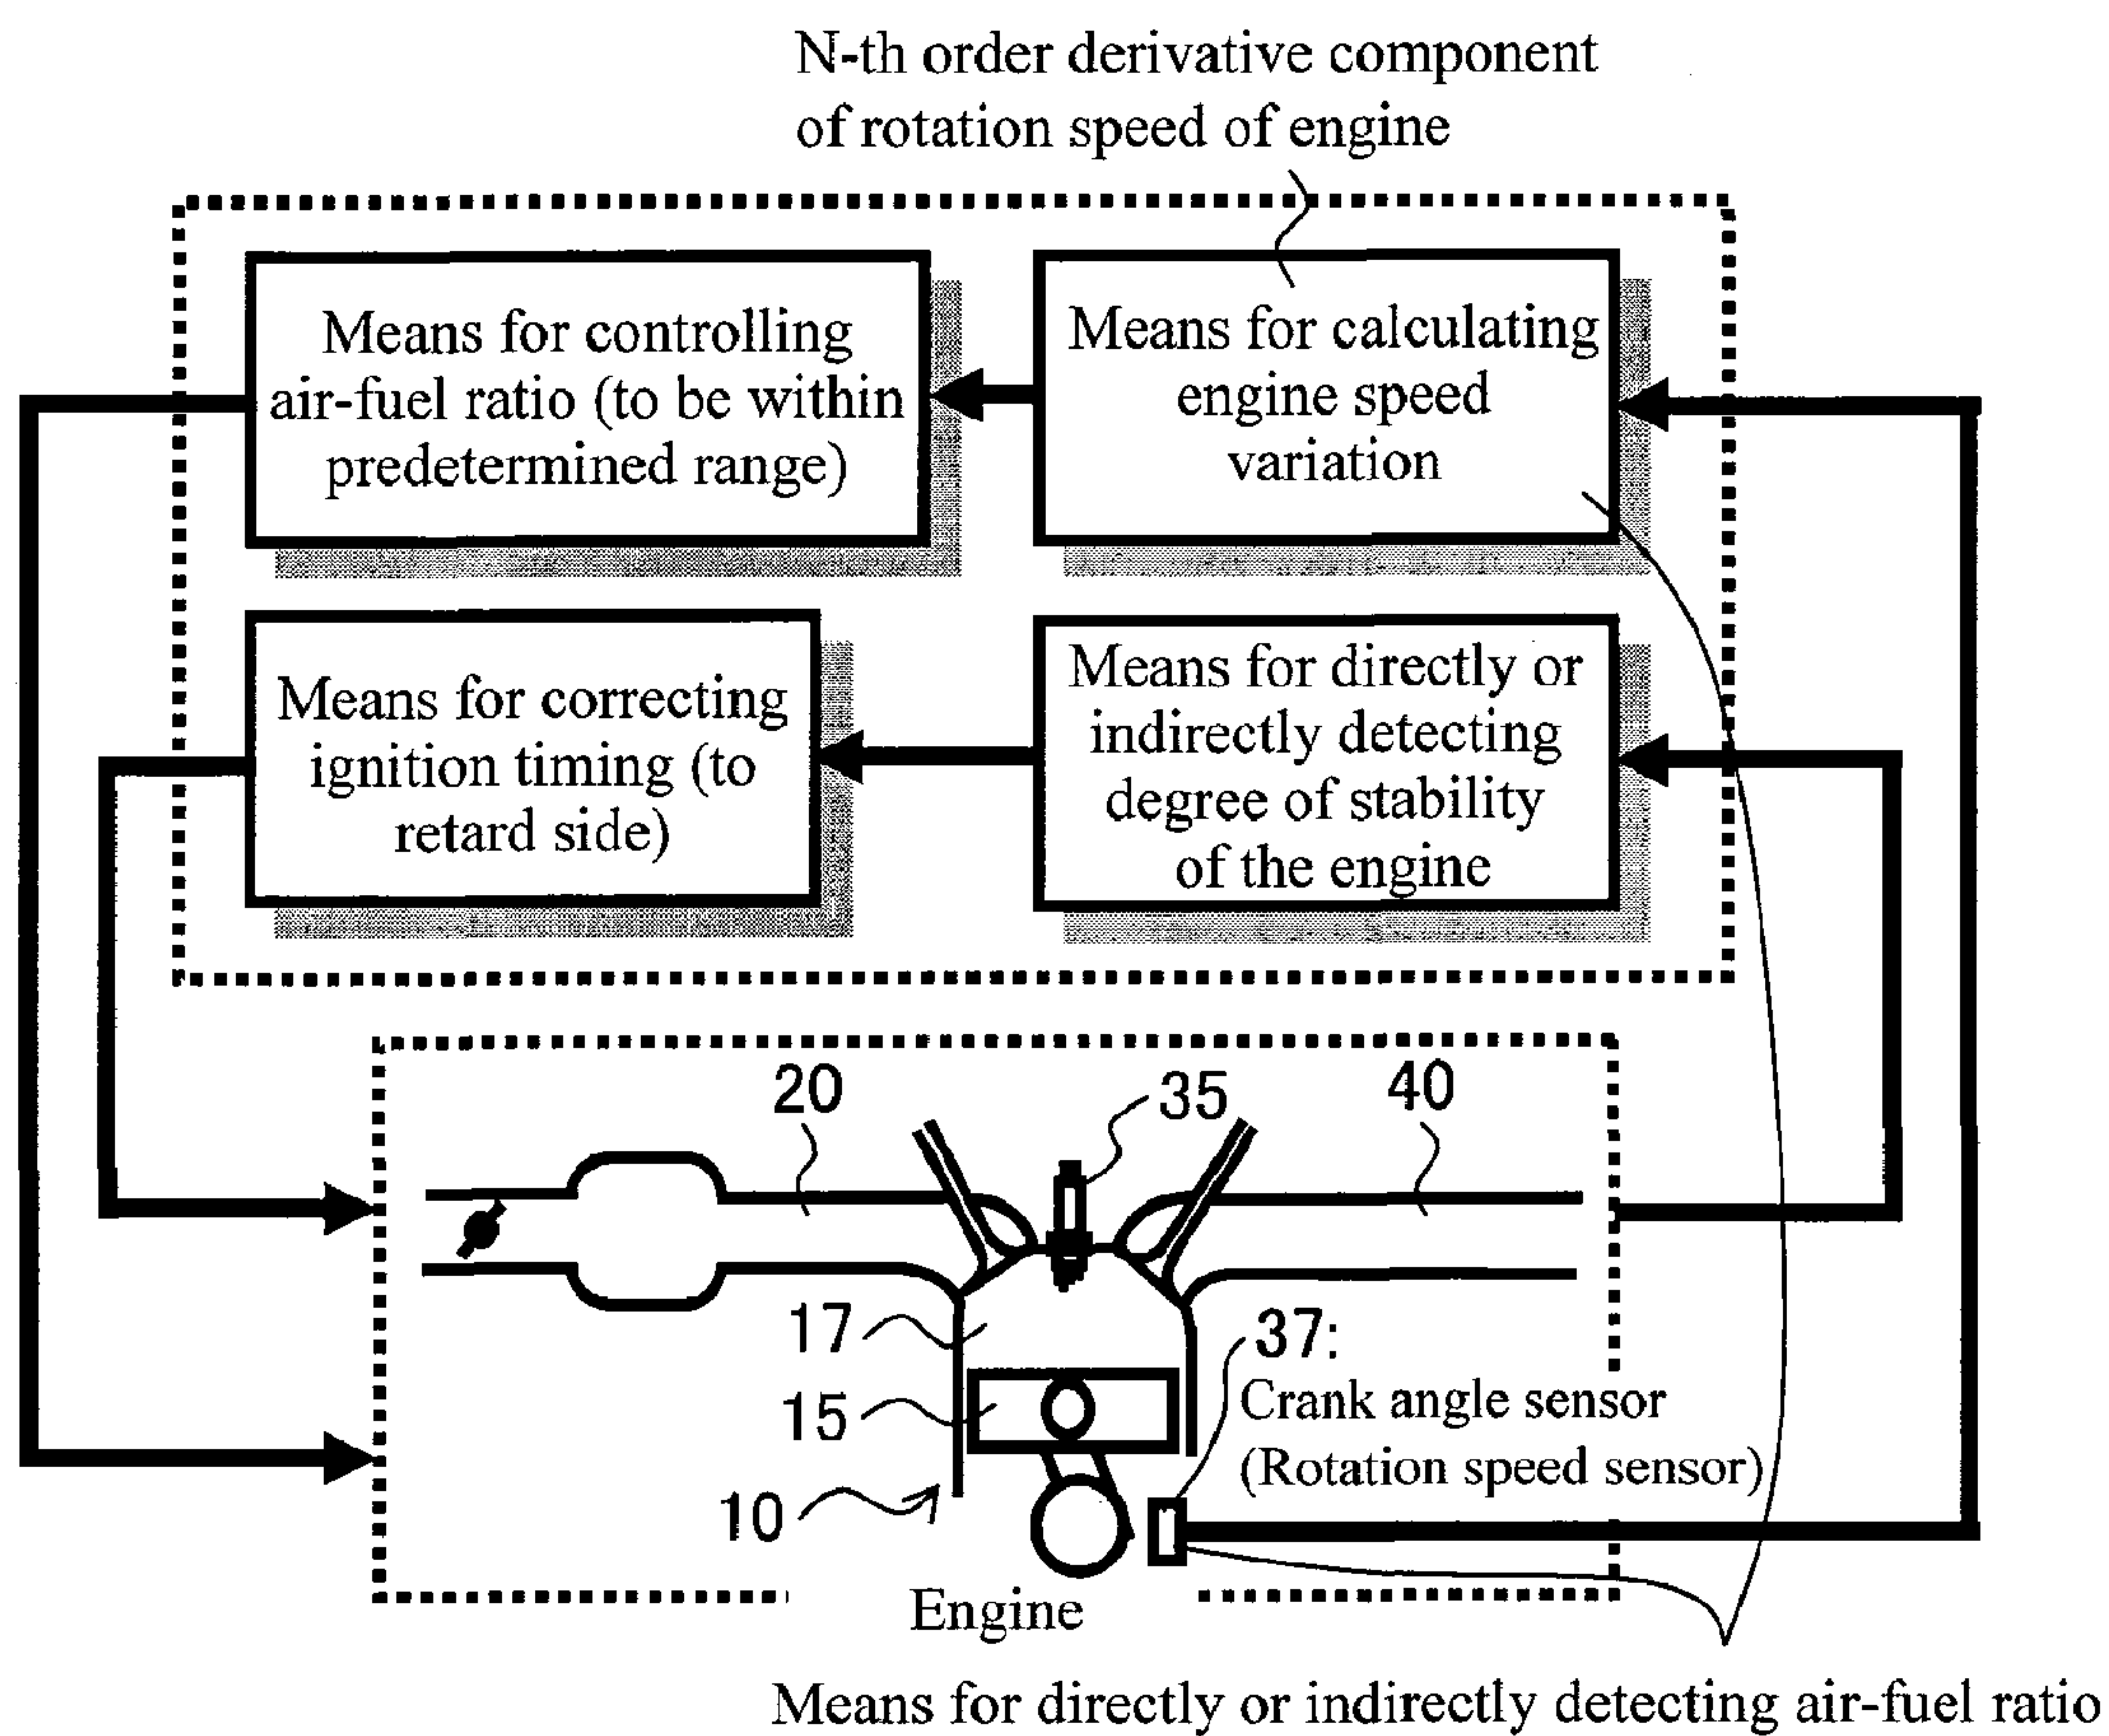 N-th order derivative component
of rotation speed of engine
Means for controlling
air-fuel ratio (to be within
predetermined range)
Means for calculating
engine speed
variation
Means for correcting
ignition timing (to
retard side)
Means for directly or
indirectly detecting
degree of stability
of the engine
20
35
40
17
37:
Crank angle sensor
(Rotation speed sensor)
15
10
Engine
Means for directly or indirectly detecting air-fuel ratio